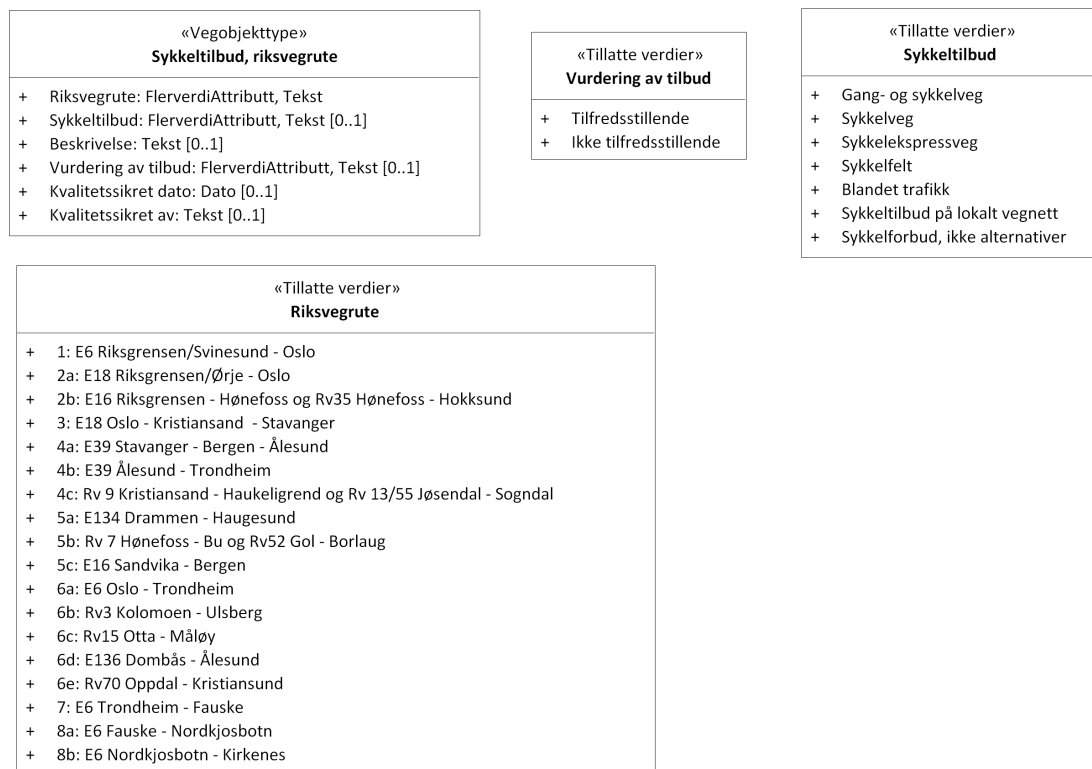 «Vegobjekttype»
Sykkeltilbud, riksvegrute
+ Riksvegrute: FlerverdiAttributt, Tekst
+ Sykkeltilbud: FlerverdiAttributt, Tekst [0..1]
+ Beskrivelse: Tekst [0..1]
+ Vurdering av tilbud: FlerverdiAttributt, Tekst [0..1]
+ Kvalitetssikret dato: Dato [0..1]
+ Kvalitetssikret av: Tekst [0..1]
«Tillatte verdier»
Vurdering av tilbud
+ Tilfredsstillende
+ Ikke tilfredsstillende
«Tillatte verdier»
Sykkeltilbud
+ Gang- og sykkelveg
+ Sykkelveg
+ Sykkelekspressveg
+ Sykkelfelt
+ Blandet trafikk
+ Sykkeltilbud på lokalt vegnett
+ Sykkelforbud, ikke alternativer
«Tillatte verdier»
Riksvegrute
+ 1: E6 Riksgrensen/Svinesund - Oslo
+ 2a: E18 Riksgrensen/Ørje - Oslo
+ 2b: E16 Riksgrensen - Hønefoss og Rv35 Hønefoss - Hokksund
+ 3: E18 Oslo - Kristiansand  - Stavanger
+ 4a: E39 Stavanger - Bergen - Ålesund
+ 4b: E39 Ålesund - Trondheim
+ 4c: Rv 9 Kristiansand - Haukeligrend og Rv 13/55 Jøsendal - Sogndal
+ 5a: E134 Drammen - Haugesund
+ 5b: Rv 7 Hønefoss - Bu og Rv52 Gol - Borlaug
+ 5c: E16 Sandvika - Bergen
+ 6a: E6 Oslo - Trondheim
+ 6b: Rv3 Kolomoen - Ulsberg
+ 6c: Rv15 Otta - Måløy
+ 6d: E136 Dombås - Ålesund
+ 6e: Rv70 Oppdal - Kristiansund
+ 7: E6 Trondheim - Fauske
+ 8a: E6 Fauske - Nordkjosbotn
+ 8b: E6 Nordkjosbotn - Kirkenes